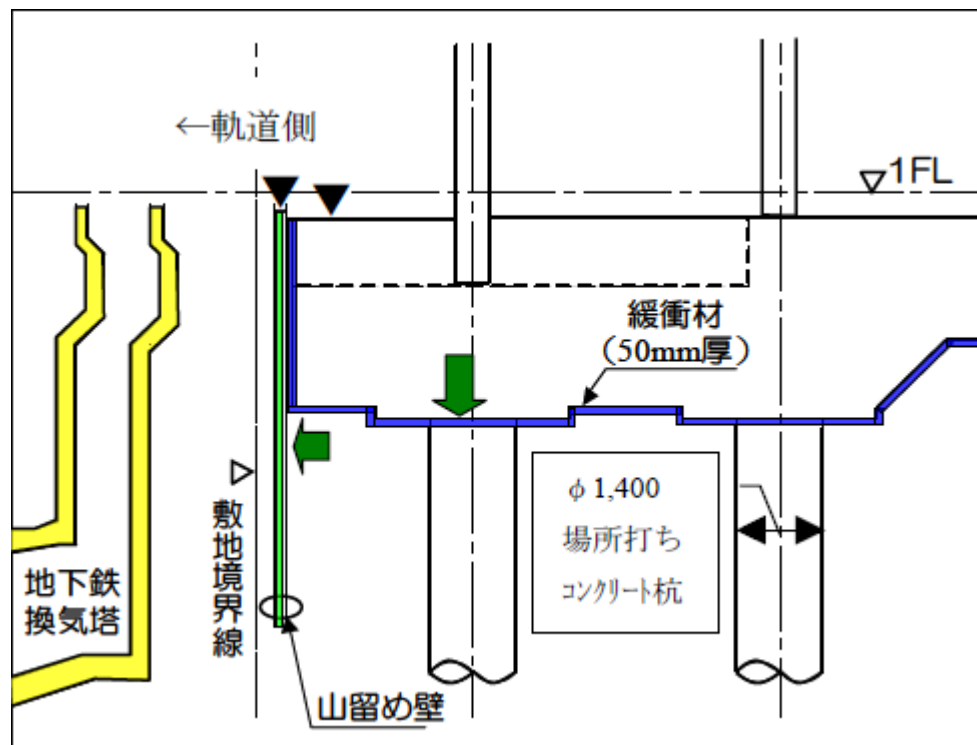 ←軌道側
1FL
緩衝材
(50mm厚)
φ1,400
場所打ち
ｺﾝｸﾘｰﾄ杭
敷地境界線
地下鉄
換気塔
山留め壁